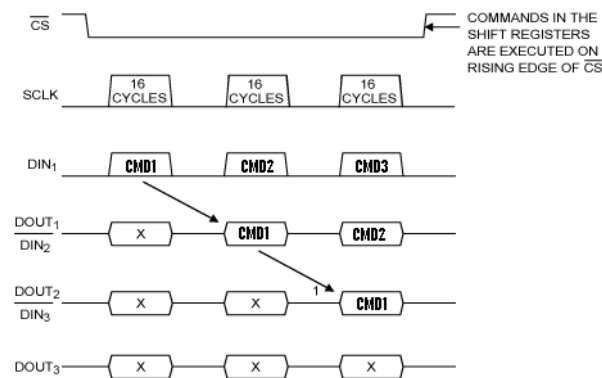 CS
COMMANDS IN THE
SHIFT REGISTERS
ARE EXECUTED ON
RISING EDGE OF CS
SCLK
16
CYCLES
16
CYCLES
16
CYCLES
DIN1
CMD1
CMD2
CMD3
DOUT1
DIN2
X
CMD1
CMD2
DOUT2
DIN3
X
X
1
CMD1
DOUT3
X
X
X